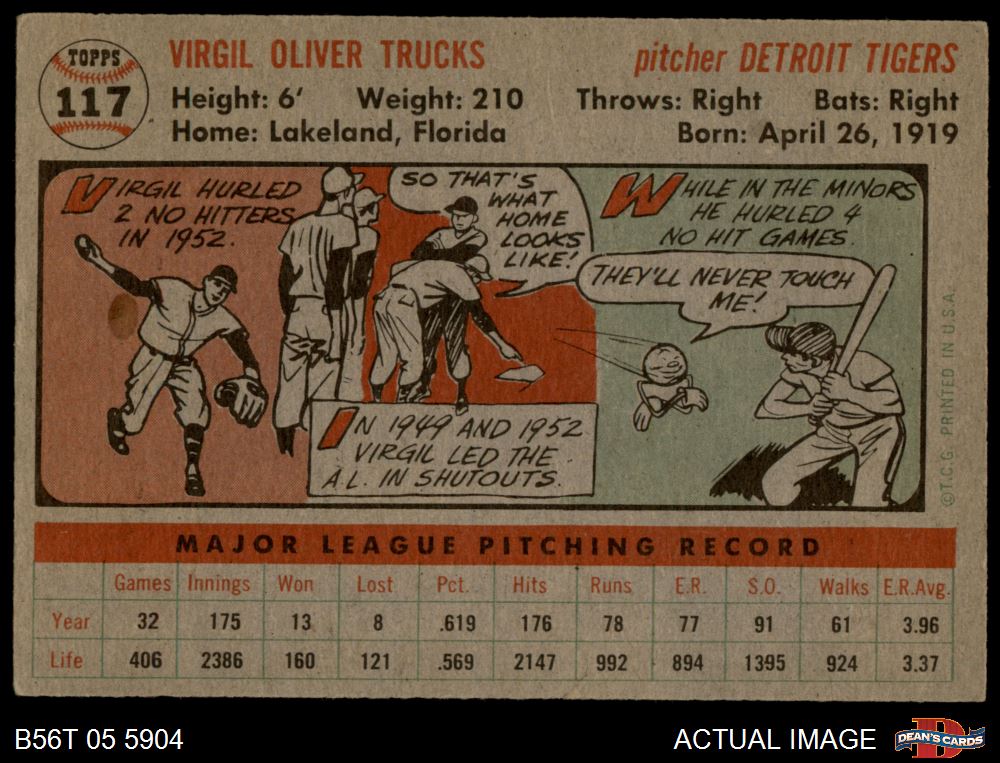 TOPPS
117
VIRGIL OLIVER TRUCKS
pitcher DETROIT TIGERS
Height: 6' Weight: 210 Throws: Right Bats: Right
Home: Lakeland, Florida Born: April 26, 1919
VIRGIL HURLED
2 NO HITTERS
IN 1952.
SO THAT'S
WHAT
HOME
LOOKS
LIKE!
IN 1949 AND 1952
VIRGIL LED THE
A.L. IN SHUTOUTS.
WHILE IN THE MINORS
HE HURLED 4
NO HIT GAMES.
THEY'LL NEVER TOUCH
ME!
©T.C.G. PRINTED IN U.S.A.
MAJOR LEAGUE PITCHING RECORD
Games Innings Won Lost Pct. Hits Runs E.R. S.O. Walks E.R.Avg.
Year 32 175 13 8 .619 176 78 77 91 61 3.96
Life 406 2386 160 121 .569 2147 992 894 1395 924 3.37
B56T 05 5904
ACTUAL IMAGE
DEAN'S CARDS